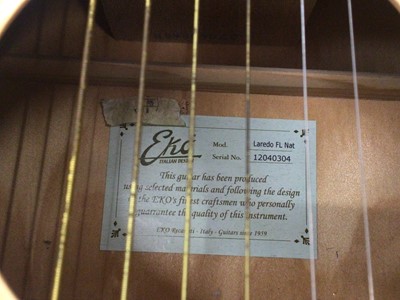 Eko
ITALIAN DESIGN
Mod. Laredo FL Nat
Serial No. 12040304
This guitar has been produced
using selected materials and following the design
of the EKO's finest craftsmen who personally
guarantee the quality of this instrument.
EKO Recanati - Italy - Guitars since 1959